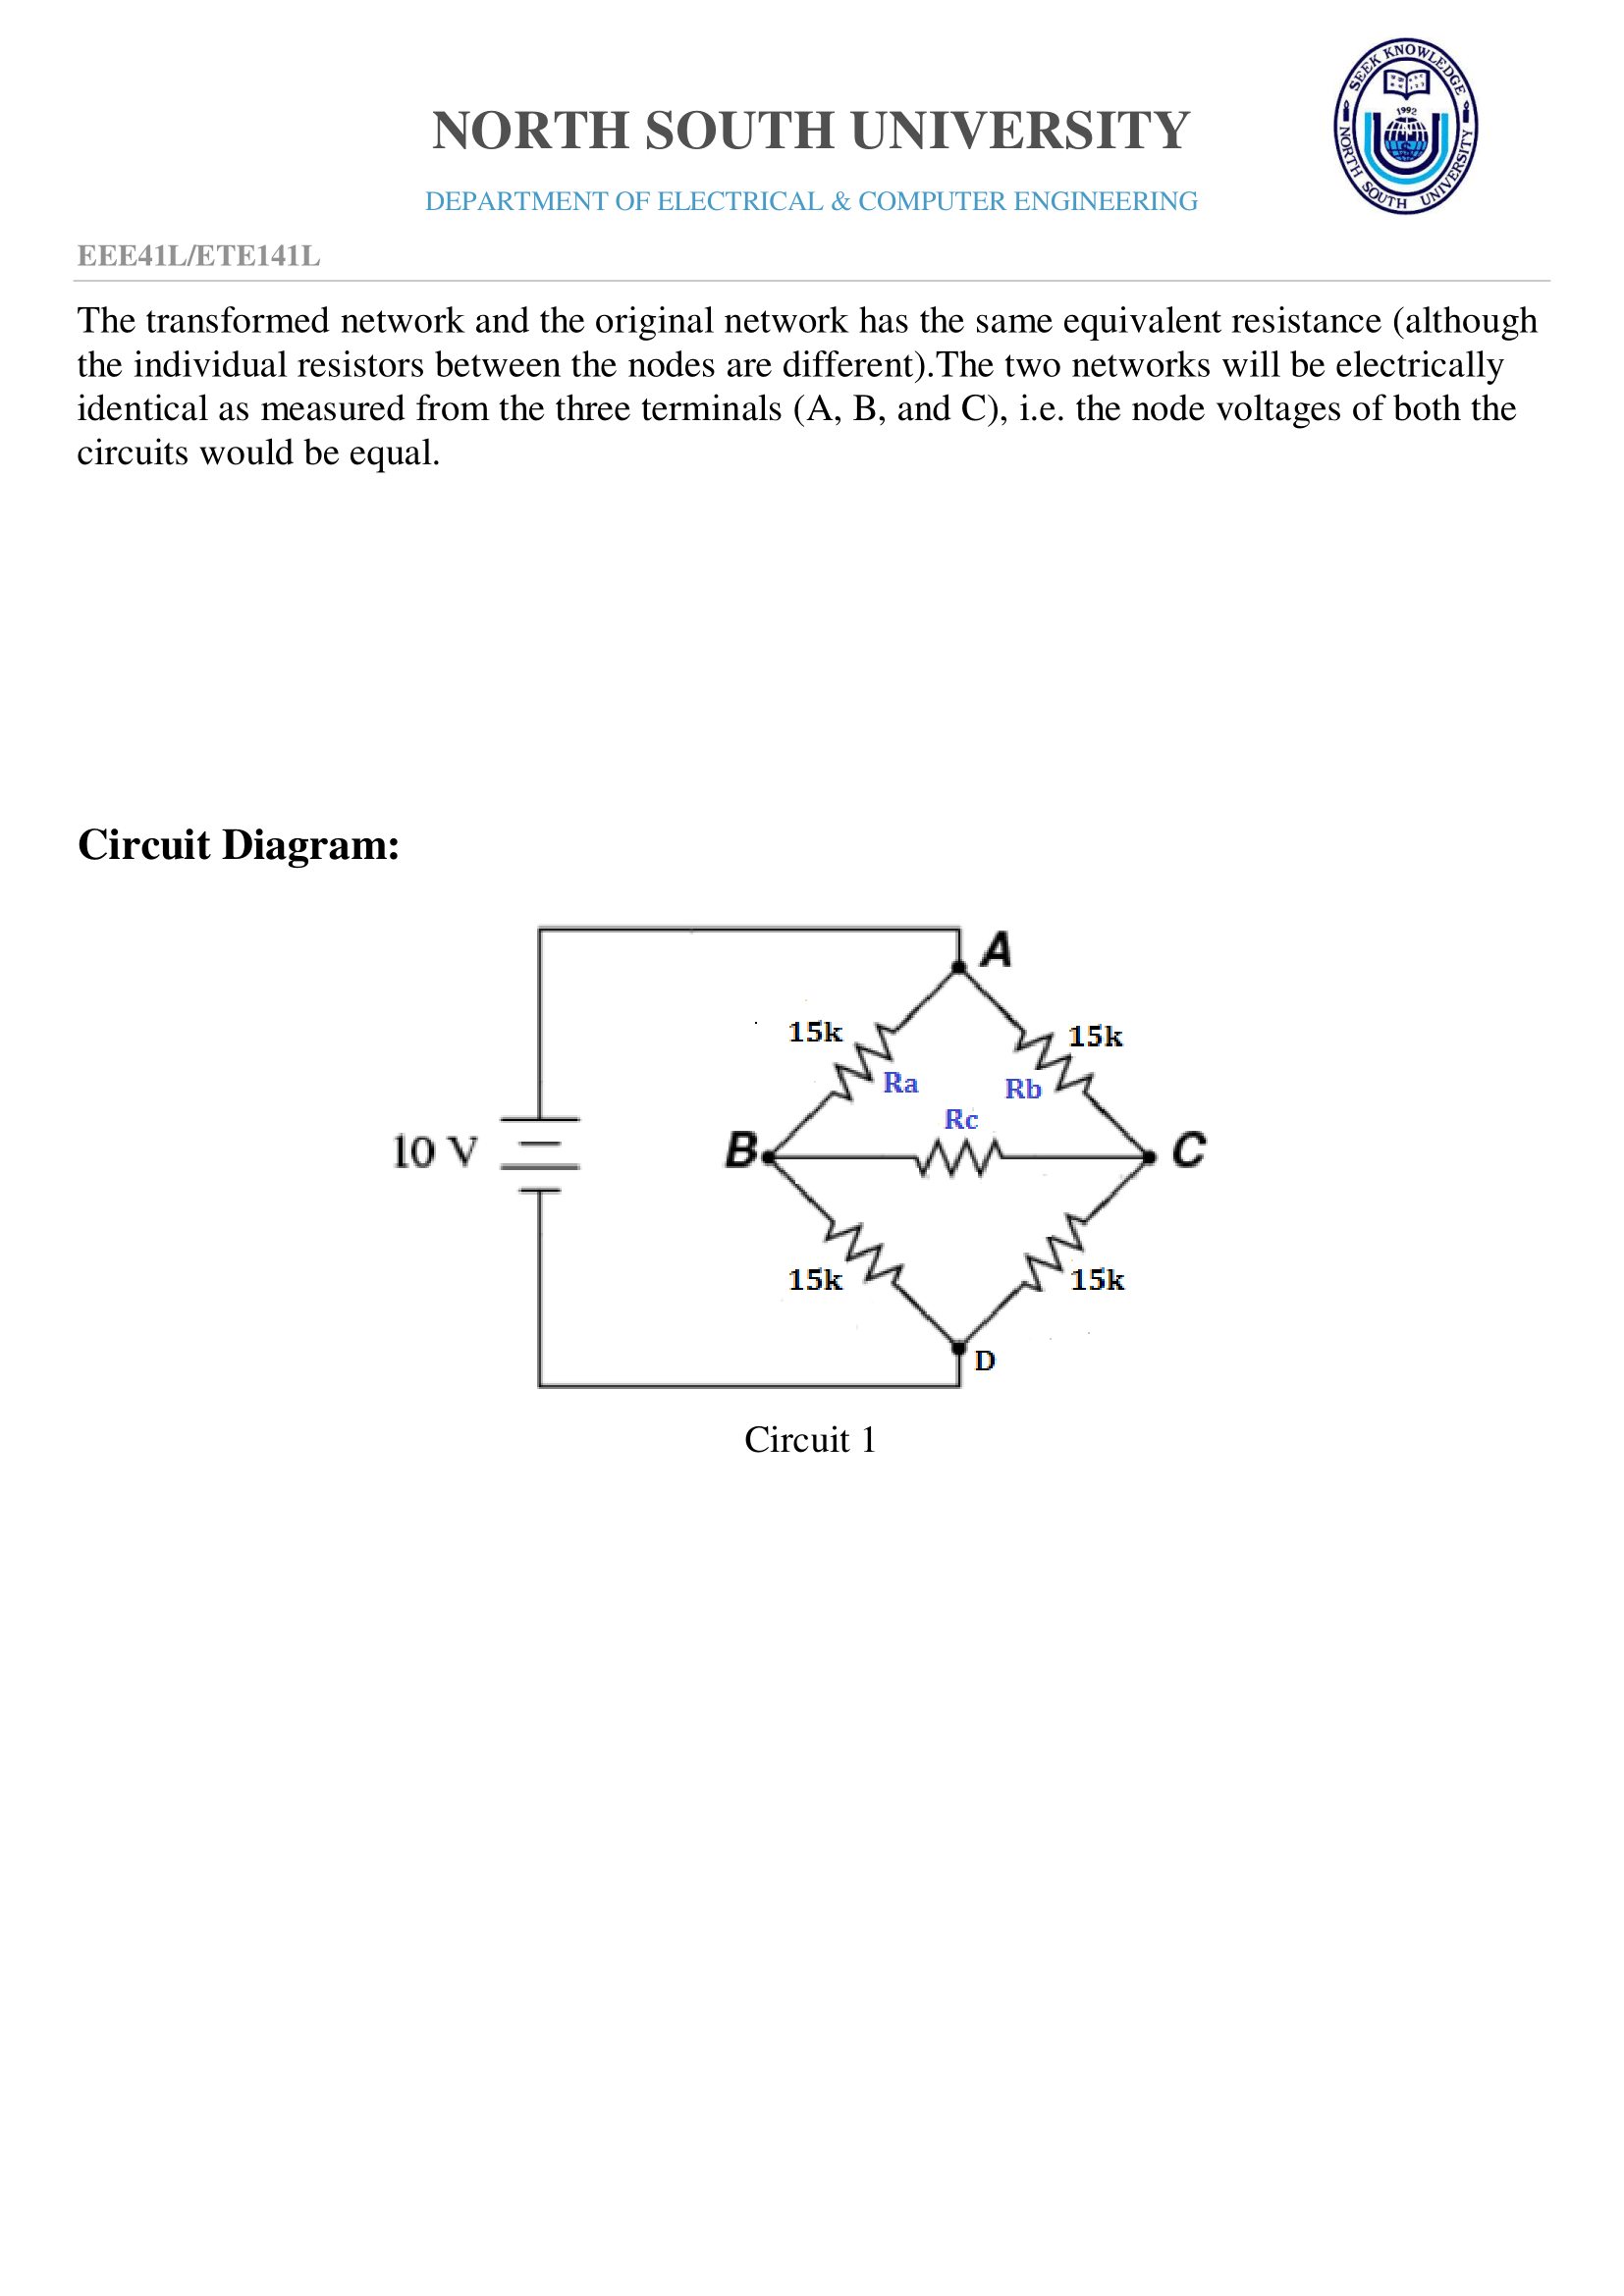 NORTH SOUTH UNIVERSITY
SEEK KNOWLEDGE
1992
NORTH SOUTH UNIVERSITY
DEPARTMENT OF ELECTRICAL & COMPUTER ENGINEERING
EEE41L/ETE141L
The transformed network and the original network has the same equivalent resistance (although
the individual resistors between the nodes are different).The two networks will be electrically
identical as measured from the three terminals (A, B, and C), i.e. the node voltages of both the
circuits would be equal.
Circuit Diagram:
A
15k
15k
Ra
Rb
Rc
10 V
B
C
15k
15k
D
Circuit 1